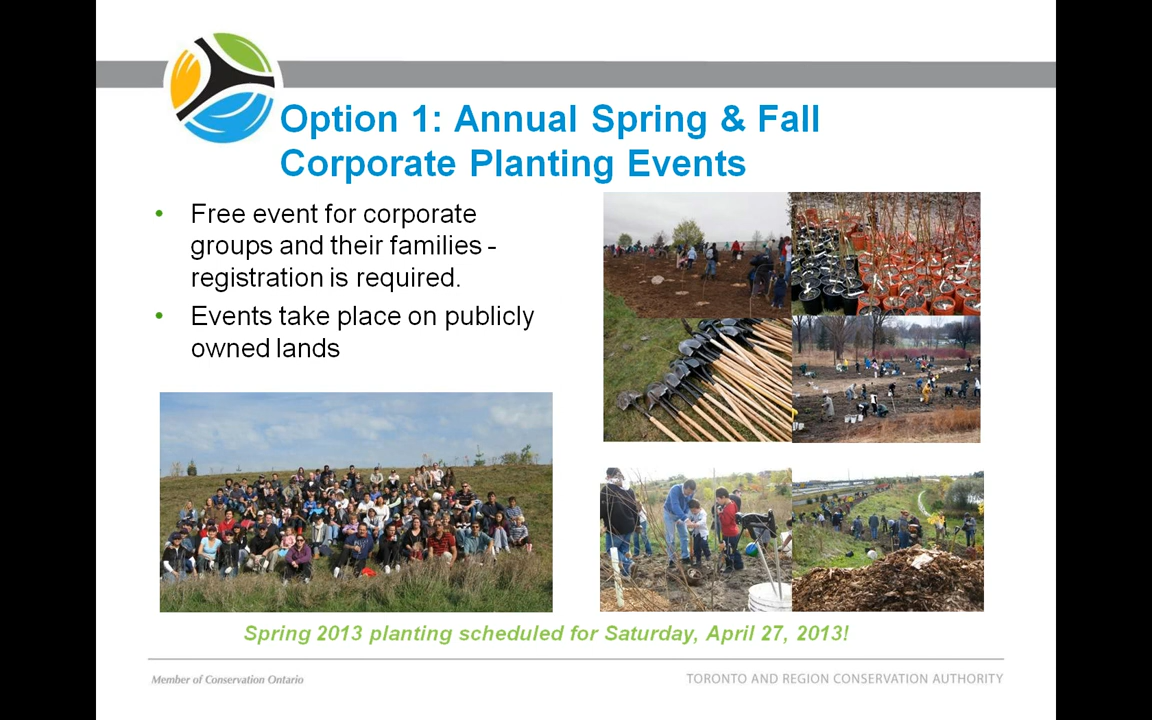 Option 1: Annual Spring & Fall
Corporate Planting Events
• Free event for corporate
groups and their families -
registration is required.
• Events take place on publicly
owned lands
Spring 2013 planting scheduled for Saturday, April 27, 2013!
Member of Conservation Ontario
TORONTO AND REGION CONSERVATION AUTHORITY